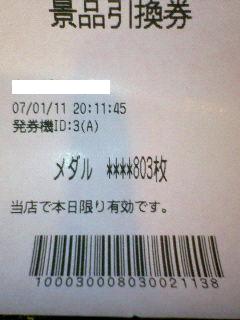 景品引換券
07/01/11 20:11:45
発券機ID:3(A)
メダル ****803枚
当店で本日限り有効です。
100030008030021138